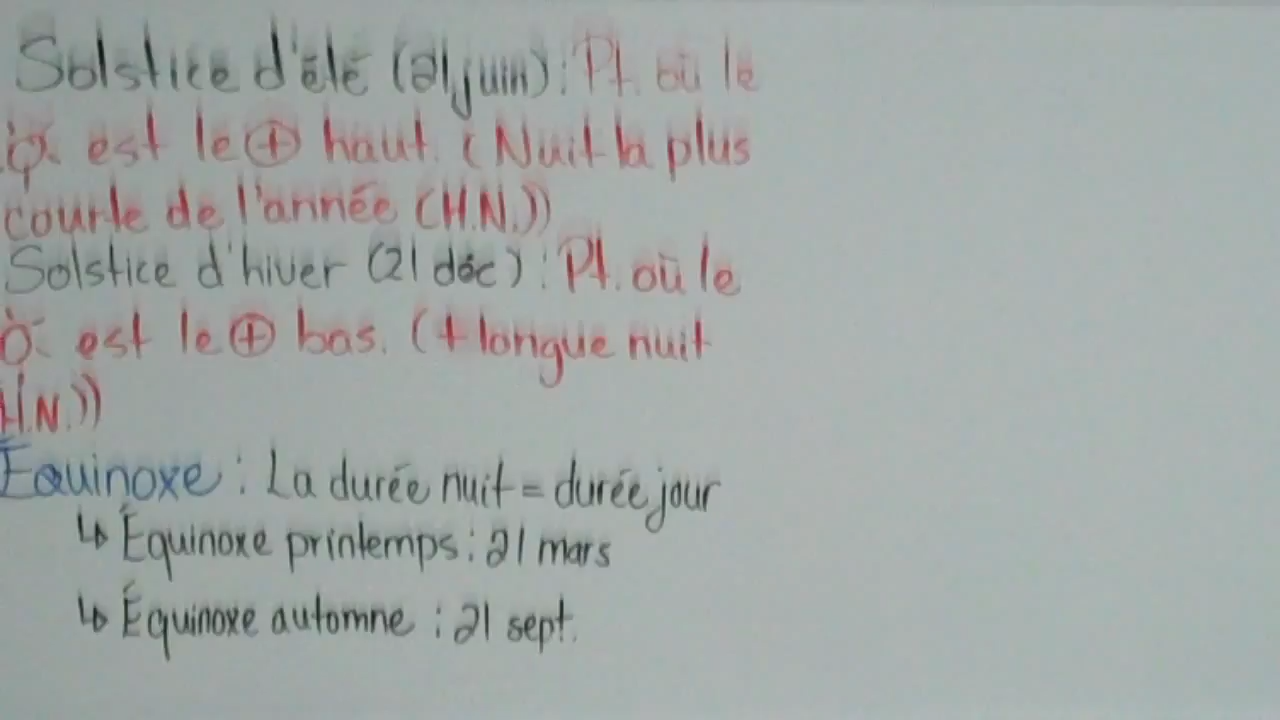 Solstice d'été (21 juin) : Pt. où le
☼ est le ⊕ haut. (Nuit la plus
courte de l'année (H.N.))
Solstice d'hiver (21 déc) : Pt. où le
☼ est le ⊕ bas. (+ longue nuit
H.N.))
Équinoxe : La durée nuit = durée jour
↳ Équinoxe printemps : 21 mars
↳ Équinoxe automne : 21 sept.